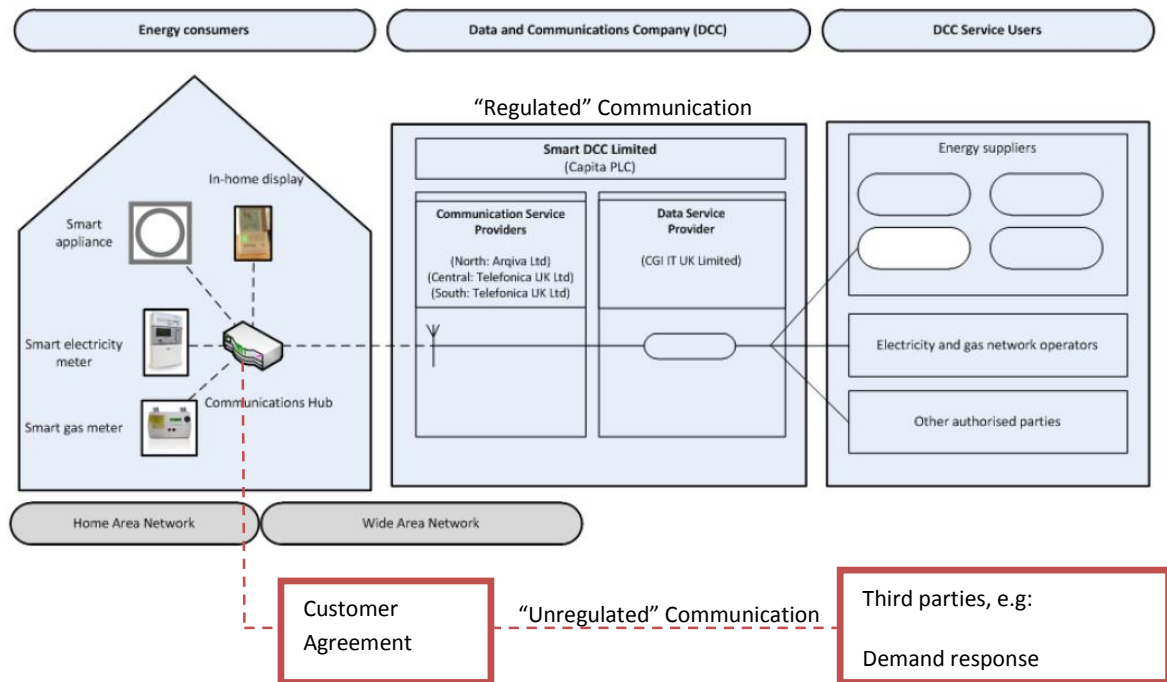 Energy consumers
Data and Communications Company (DCC)
DCC Service Users
“Regulated” Communication
Smart DCC Limited
(Capita PLC)
Energy suppliers
In-home display
Smart
appliance
Communication Service
Providers
(North: Arqiva Ltd)
(Central: Telefonica UK Ltd)
(South: Telefonica UK Ltd)
Data Service
Provider
(CGI IT UK Limited)
Smart electricity
meter
Electricity and gas network operators
Communications Hub
Smart gas meter
Other authorised parties
Home Area Network
Wide Area Network
Customer
Agreement
“Unregulated” Communication
Third parties, e.g:
Demand response